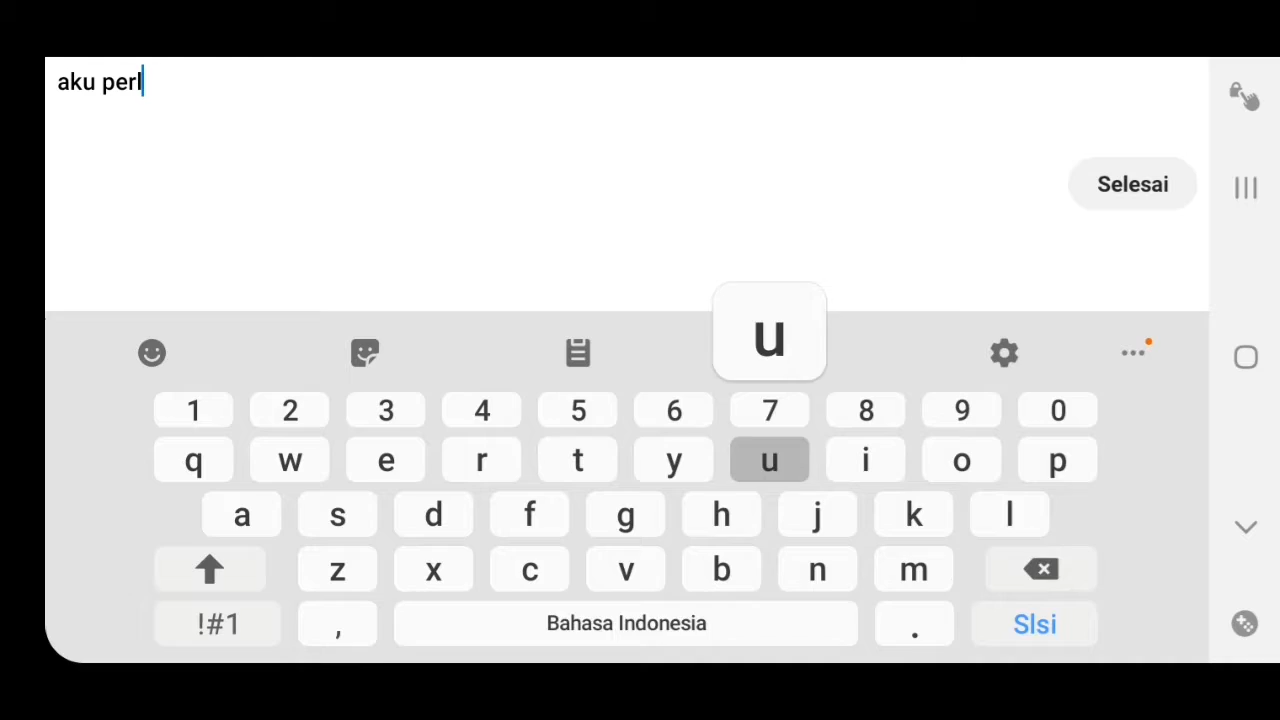 aku perl
Selesai
u
1 2 3 4 5 6 7 8 9 0
q w e r t y u i o p
a s d f g h j k l
z x c v b n m
!#1 , Bahasa Indonesia . Slsi